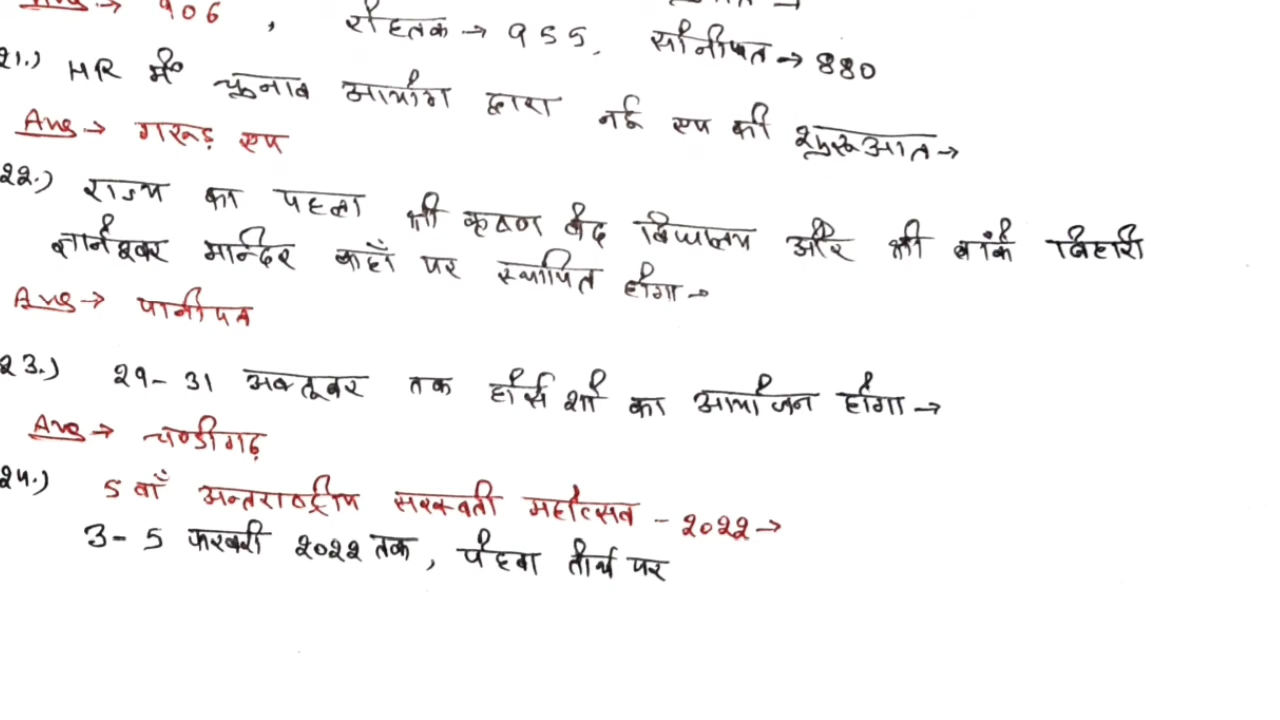 Ans → 906 , रोहतक → 955, सोनीपत → 880
21.) HR में चुनाव आयोग द्वारा नई एप की शुरूआत →
Ans → गरूड़ एप
22.) राज्य का पहला श्री कृष्ण वेद विद्यालय और श्री बांके बिहारी
ज्ञानेश्वर मन्दिर कहाँ पर स्थापित होगा →
Ans → पानीपत
23.) 29-31 अक्तूबर तक होर्स शो का आयोजन होगा →
Ans → चण्डीगढ़
24.) 5 वाँ अन्तराष्ट्रीय सरस्वती महोत्सव - 2022 →
3-5 फरवरी 2022 तक, पेहवा तीर्थ पर